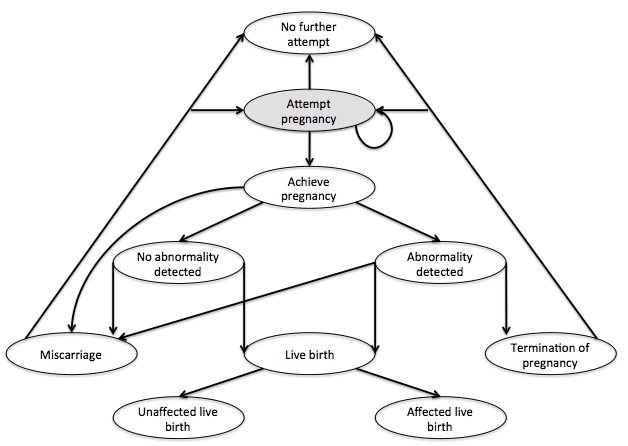 No further
attempt
Attempt
pregnancy
Achieve
pregnancy
No abnormality
detected
Abnormality
detected
Miscarriage
Live birth
Termination of
pregnancy
Unaffected live
birth
Affected live
birth